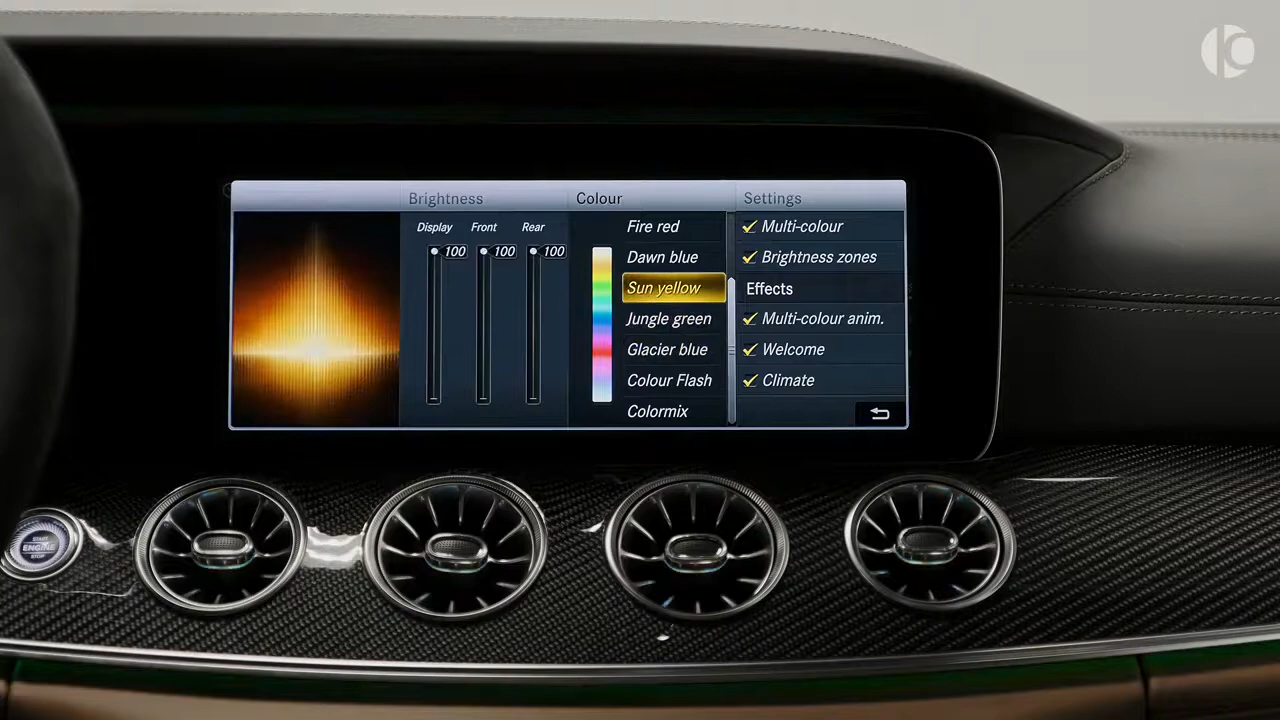 Brightness
Colour
Settings
Display
Front
Rear
100
100
100
Fire red
Dawn blue
Sun yellow
Jungle green
Glacier blue
Colour Flash
Colormix
Multi-colour
Brightness zones
Effects
Multi-colour anim.
Welcome
Climate
START
ENGINE
STOP